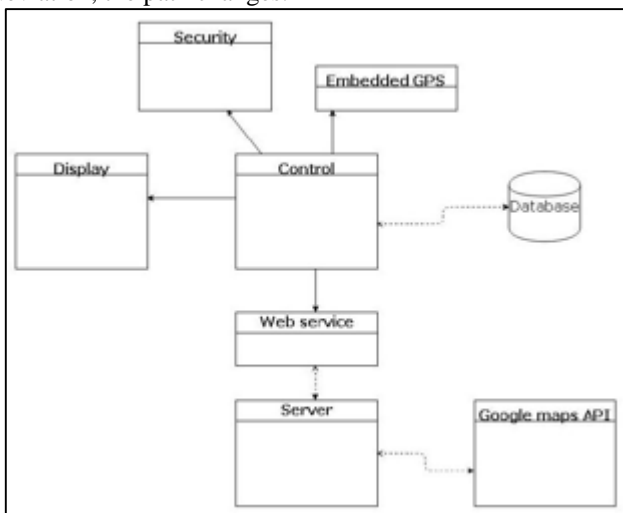 Security
Embedded GPS
Display
Control
Database
Web service
Server
Google maps API